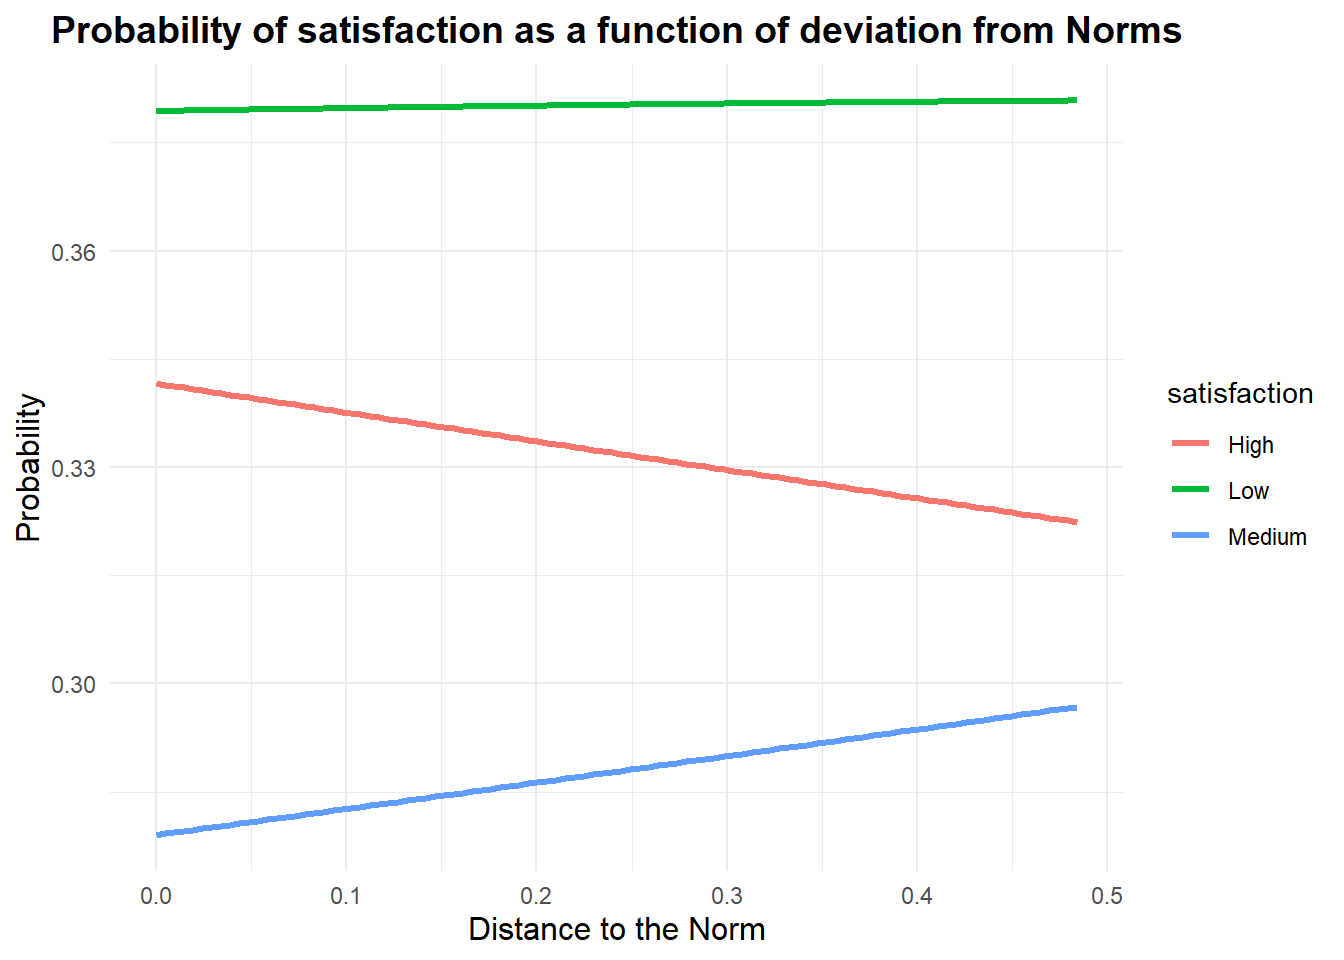 Probability of satisfaction as a function of deviation from Norms
0.36
0.33
0.30
Probability
0.0 0.1 0.2 0.3 0.4 0.5
Distance to the Norm
satisfaction
High
Low
Medium